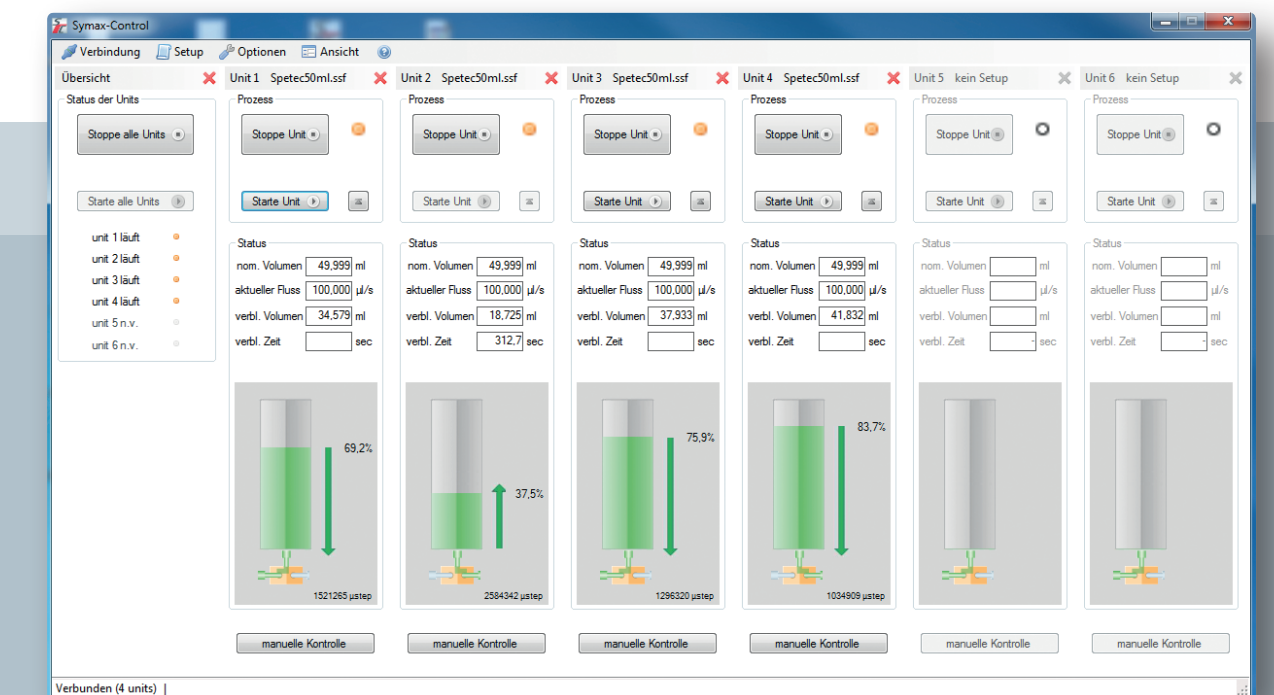 Symax-Control
Verbindung Setup Optionen Ansicht
Übersicht
Status der Units
Stoppe alle Units
Starte alle Units
unit 1 läuft
unit 2 läuft
unit 3 läuft
unit 4 läuft
unit 5 n.v.
unit 6 n.v.
Unit 1 Spetec50ml.ssf
Prozess
Stoppe Unit
Starte Unit
Status
nom. Volumen 49,999 ml
aktueller Fluss 100,000 µl/s
verbl. Volumen 34,579 ml
verbl. Zeit sec
69,2%
1521265 µstep
manuelle Kontrolle
Unit 2 Spetec50ml.ssf
Prozess
Stoppe Unit
Starte Unit
Status
nom. Volumen 49,999 ml
aktueller Fluss 100,000 µl/s
verbl. Volumen 18,725 ml
verbl. Zeit 312,7 sec
37,5%
2584342 µstep
manuelle Kontrolle
Unit 3 Spetec50ml.ssf
Prozess
Stoppe Unit
Starte Unit
Status
nom. Volumen 49,999 ml
aktueller Fluss 100,000 µl/s
verbl. Volumen 37,933 ml
verbl. Zeit sec
75,9%
1296320 µstep
manuelle Kontrolle
Unit 4 Spetec50ml.ssf
Prozess
Stoppe Unit
Starte Unit
Status
nom. Volumen 49,999 ml
aktueller Fluss 100,000 µl/s
verbl. Volumen 41,832 ml
verbl. Zeit sec
83,7%
1034909 µstep
manuelle Kontrolle
Unit 5 kein Setup
Prozess
Stoppe Unit
Starte Unit
Status
nom. Volumen ml
aktueller Fluss µl/s
verbl. Volumen ml
verbl. Zeit - sec
manuelle Kontrolle
Unit 6 kein Setup
Prozess
Stoppe Unit
Starte Unit
Status
nom. Volumen ml
aktueller Fluss µl/s
verbl. Volumen ml
verbl. Zeit - sec
manuelle Kontrolle
Verbunden (4 units) |